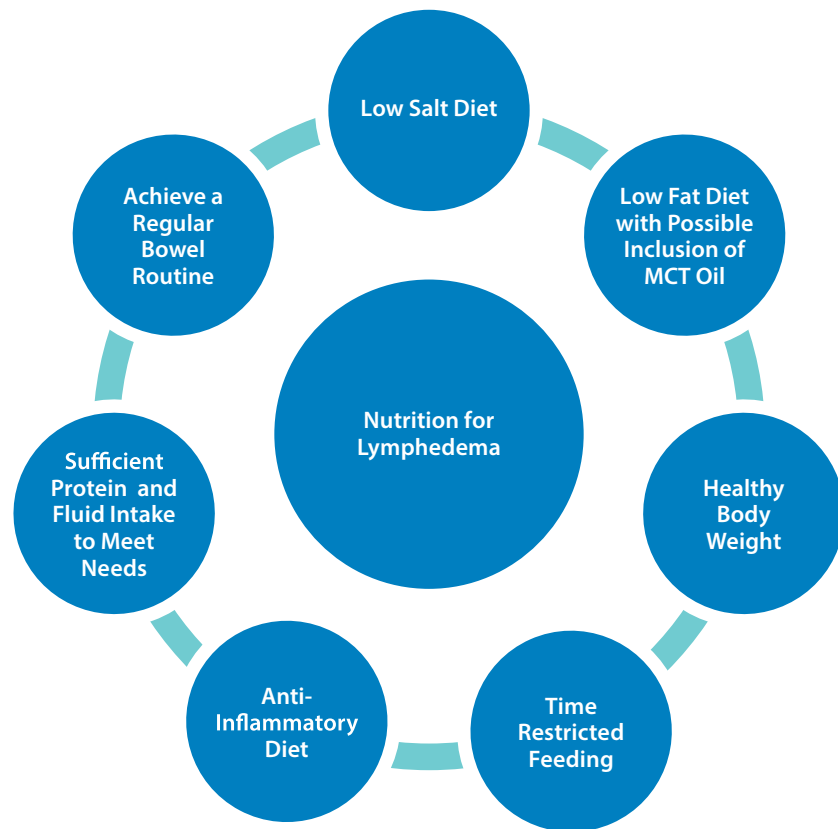 Low Salt Diet
Low Fat Diet
with Possible
Inclusion of
MCT Oil
Achieve a
Regular
Bowel
Routine
Nutrition for
Lymphedema
Sufficient
Protein and
Fluid Intake
to Meet
Needs
Healthy
Body
Weight
Anti-
Inflammatory
Diet
Time
Restricted
Feeding